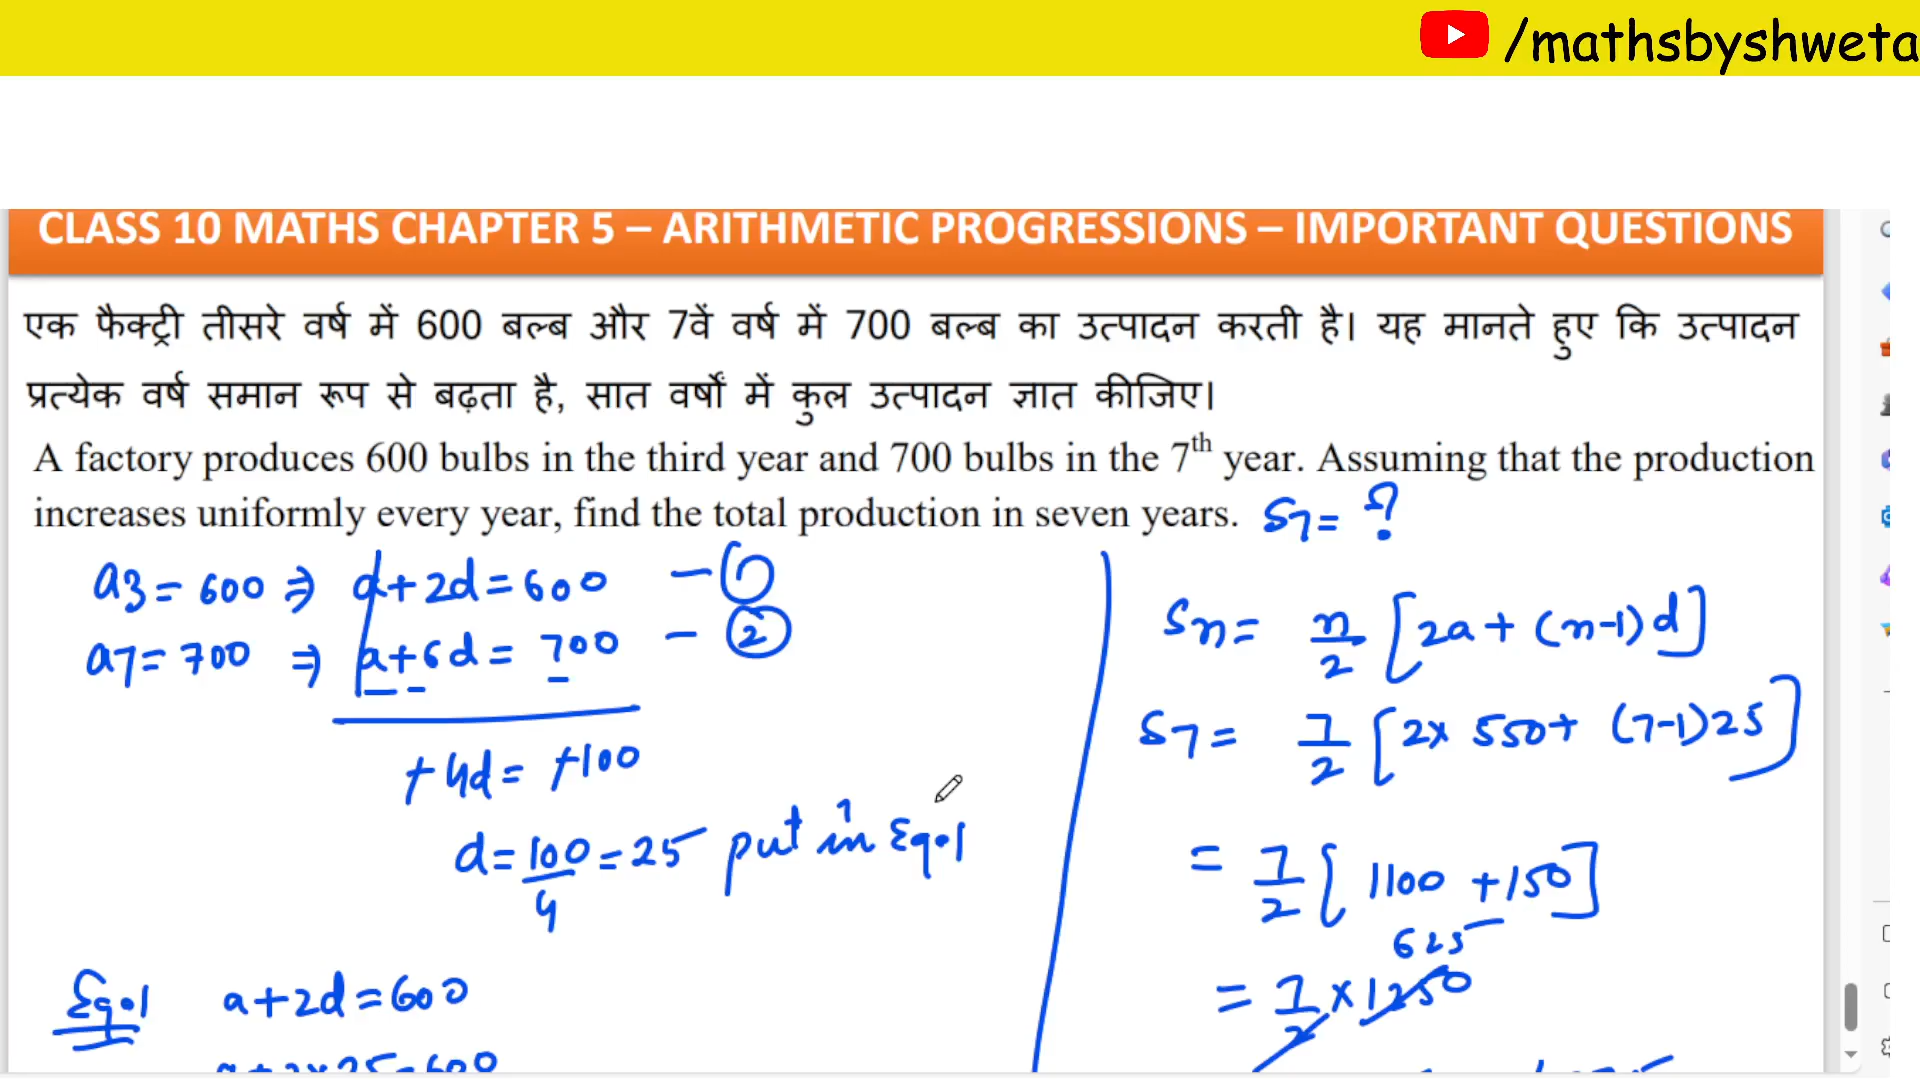 /mathsbyshweta
CLASS 10 MATHS CHAPTER 5 – ARITHMETIC PROGRESSIONS – IMPORTANT QUESTIONS
एक फैक्ट्री तीसरे वर्ष में 600 बल्ब और 7वें वर्ष में 700 बल्ब का उत्पादन करती है। यह मानते हुए कि उत्पादन
प्रत्येक वर्ष समान रूप से बढ़ता है, सात वर्षों में कुल उत्पादन ज्ञात कीजिए।
A factory produces 600 bulbs in the third year and 700 bulbs in the 7th year. Assuming that the production
increases uniformly every year, find the total production in seven years. S7 = ?
a3 = 600 ⇒ a+2d = 600 – ①
a7 = 700 ⇒ a+6d = 700 – ②
– – –
+4d = +100
d = 100/4 = 25 put in Eq.1
Eq.1 a+2d = 600
a+2×25=600
Sn = n/2 [2a + (n-1)d]
S7 = 7/2 [2× 550 + (7-1)25]
= 7/2 [1100 + 150]
625
= 7/2 × 1250